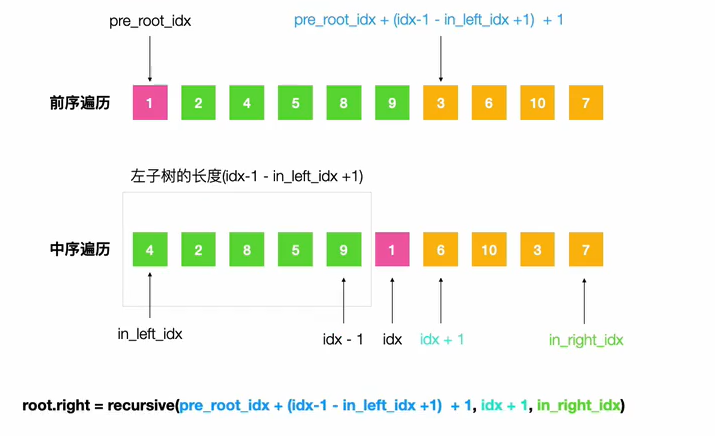 pre_root_idx
pre_root_idx + (idx-1 - in_left_idx +1) + 1
前序遍历 1 2 4 5 8 9 3 6 10 7
左子树的长度(idx-1 - in_left_idx +1)
中序遍历 4 2 8 5 9 1 6 10 3 7
in_left_idx idx - 1 idx idx + 1 in_right_idx
root.right = recursive(pre_root_idx + (idx-1 - in_left_idx +1) + 1, idx + 1, in_right_idx)